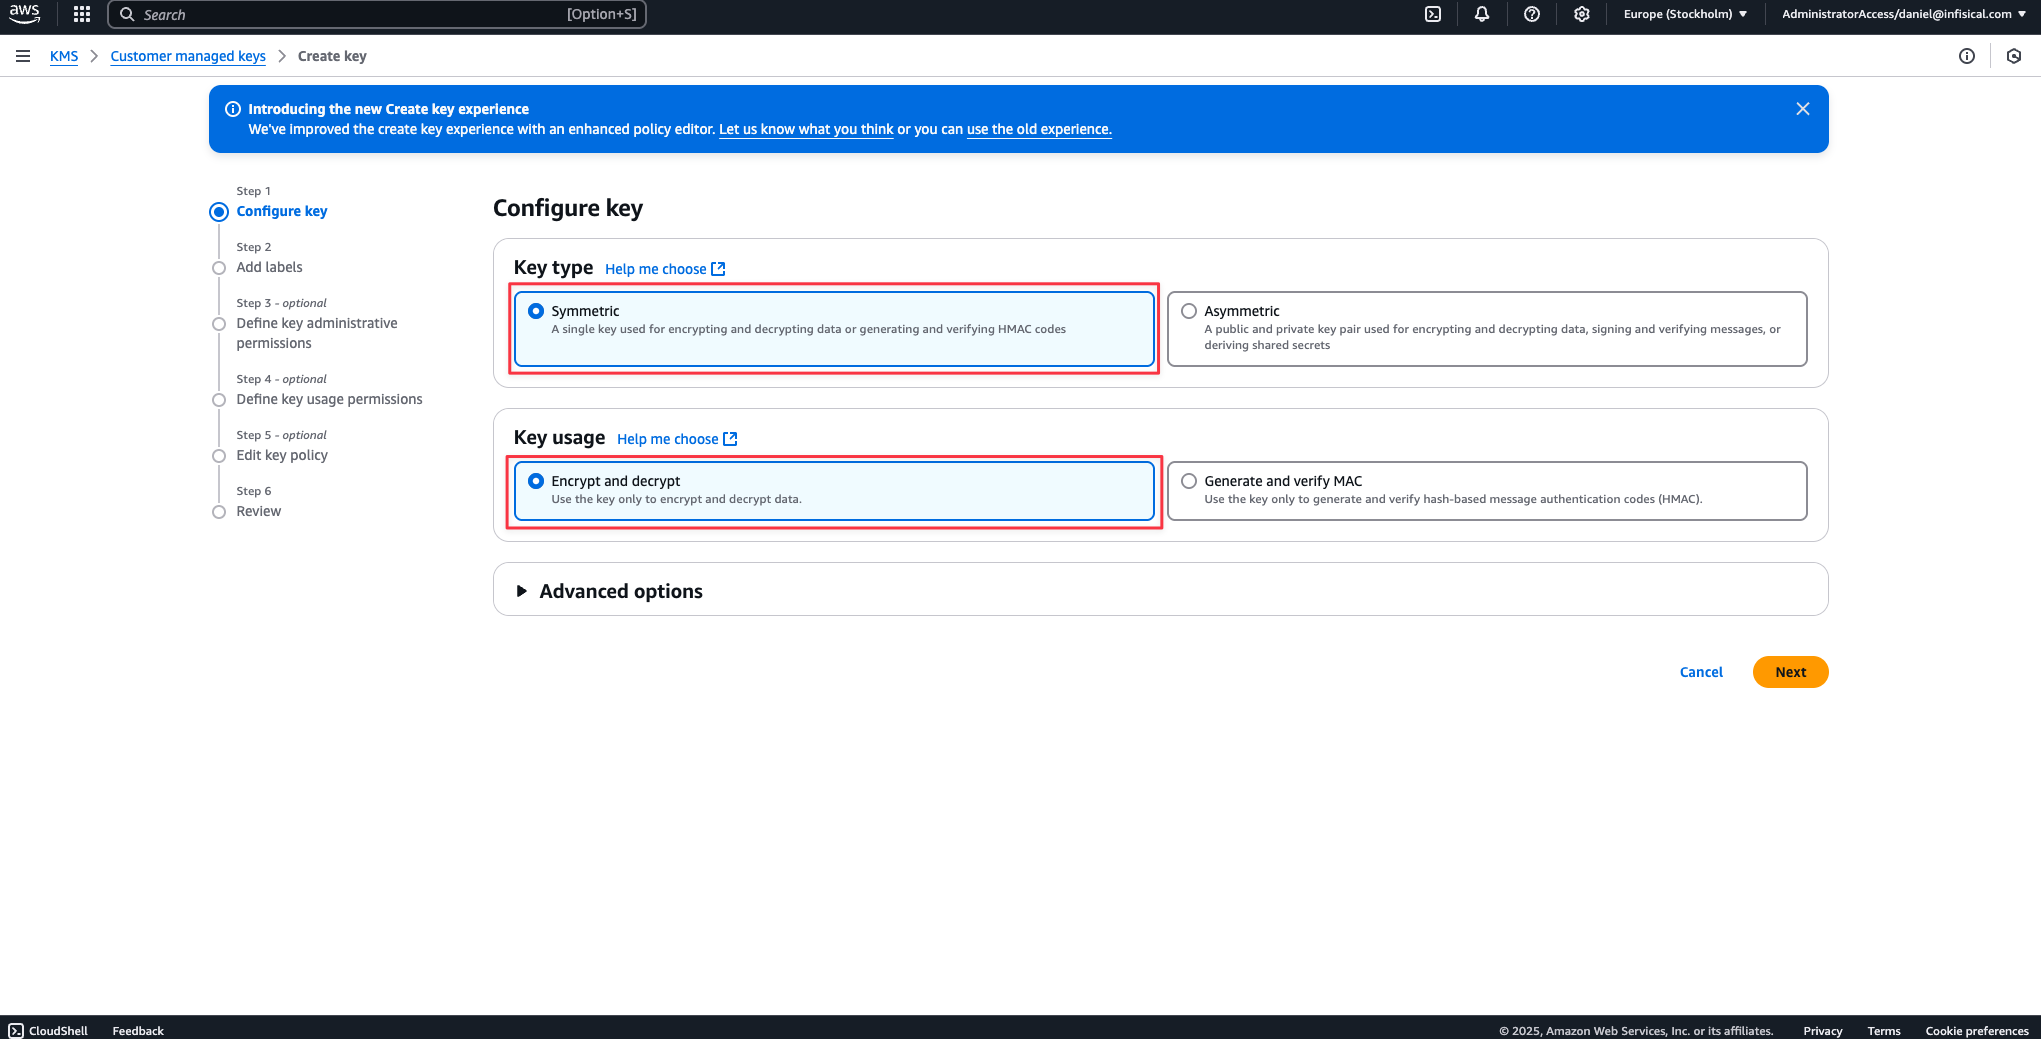 aws
Search [Option+S]
Europe (Stockholm)
AdministratorAccess/daniel@infisical.com
KMS
Customer managed keys
Create key
Introducing the new Create key experience
We've improved the create key experience with an enhanced policy editor. Let us know what you think or you can use the old experience.
Step 1
Configure key
Step 2
Add labels
Step 3 - optional
Define key administrative
permissions
Step 4 - optional
Define key usage permissions
Step 5 - optional
Edit key policy
Step 6
Review
Configure key
Key type Help me choose
Symmetric
A single key used for encrypting and decrypting data or generating and verifying HMAC codes
Asymmetric
A public and private key pair used for encrypting and decrypting data, signing and verifying messages, or
deriving shared secrets
Key usage Help me choose
Encrypt and decrypt
Use the key only to encrypt and decrypt data.
Generate and verify MAC
Use the key only to generate and verify hash-based message authentication codes (HMAC).
Advanced options
Cancel
Next
CloudShell
Feedback
© 2025, Amazon Web Services, Inc. or its affiliates.
Privacy
Terms
Cookie preferences